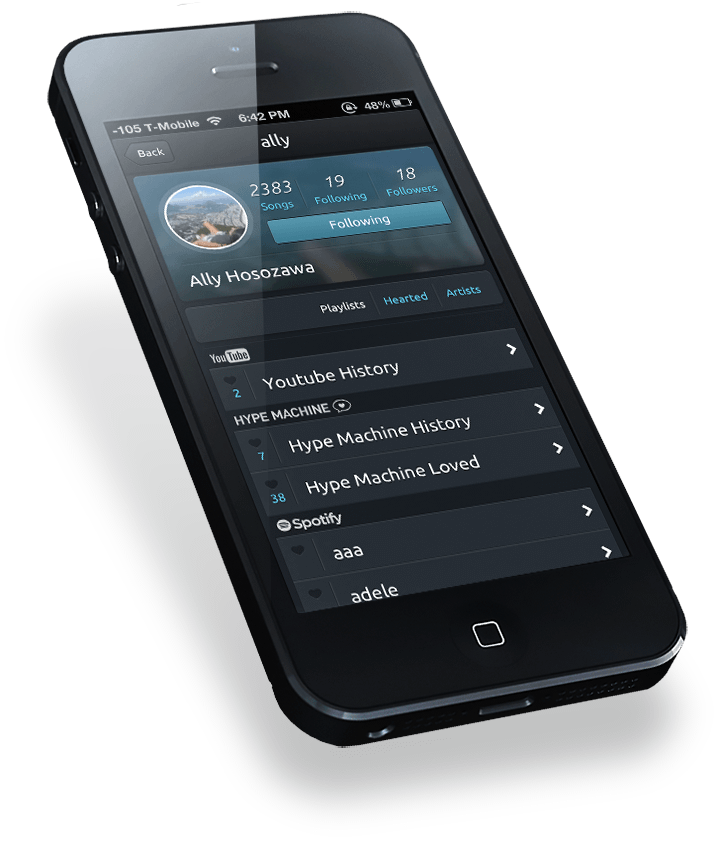 -105 T-Mobile 6:42 PM 48%
Back ally
2383 19 18
Songs Following Followers
Following
Ally Hosozawa
Playlists Hearted Artists
YouTube
Youtube History
2
HYPE MACHINE
Hype Machine History
7
Hype Machine Loved
38
Spotify
aaa
adele